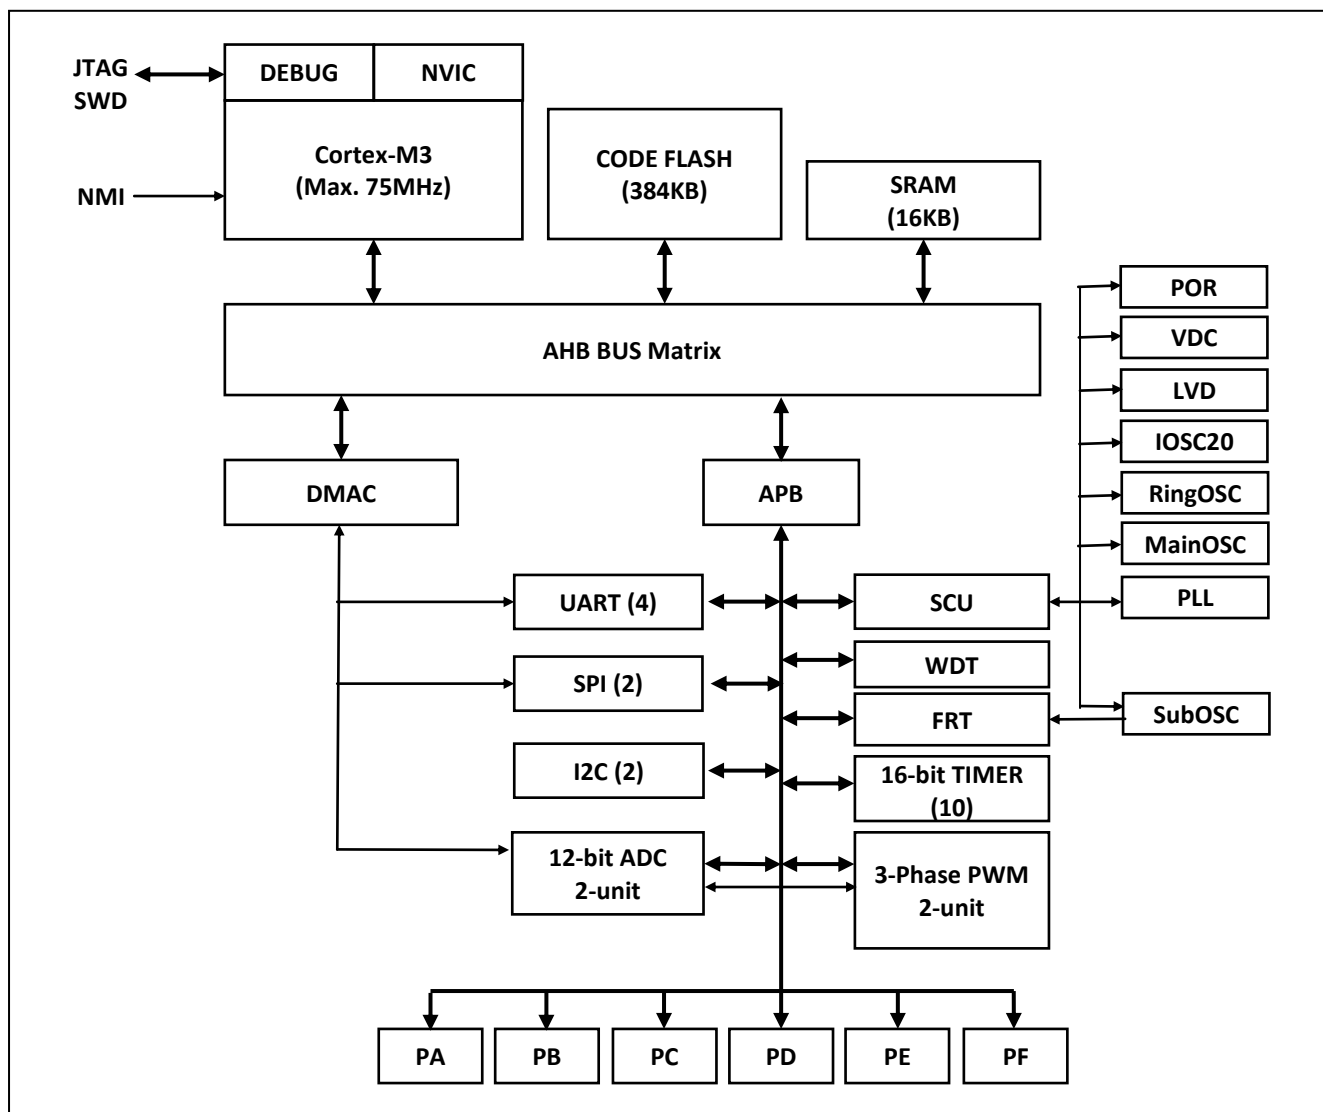 JTAG
SWD
DEBUG
NVIC
Cortex-M3
(Max. 75MHz)
NMI
CODE FLASH
(384KB)
SRAM
(16KB)
AHB BUS Matrix
DMAC
APB
POR
VDC
LVD
IOSC20
RingOSC
MainOSC
PLL
SubOSC
UART (4)
SCU
SPI (2)
WDT
FRT
I2C (2)
16-bit TIMER
(10)
12-bit ADC
2-unit
3-Phase PWM
2-unit
PA
PB
PC
PD
PE
PF